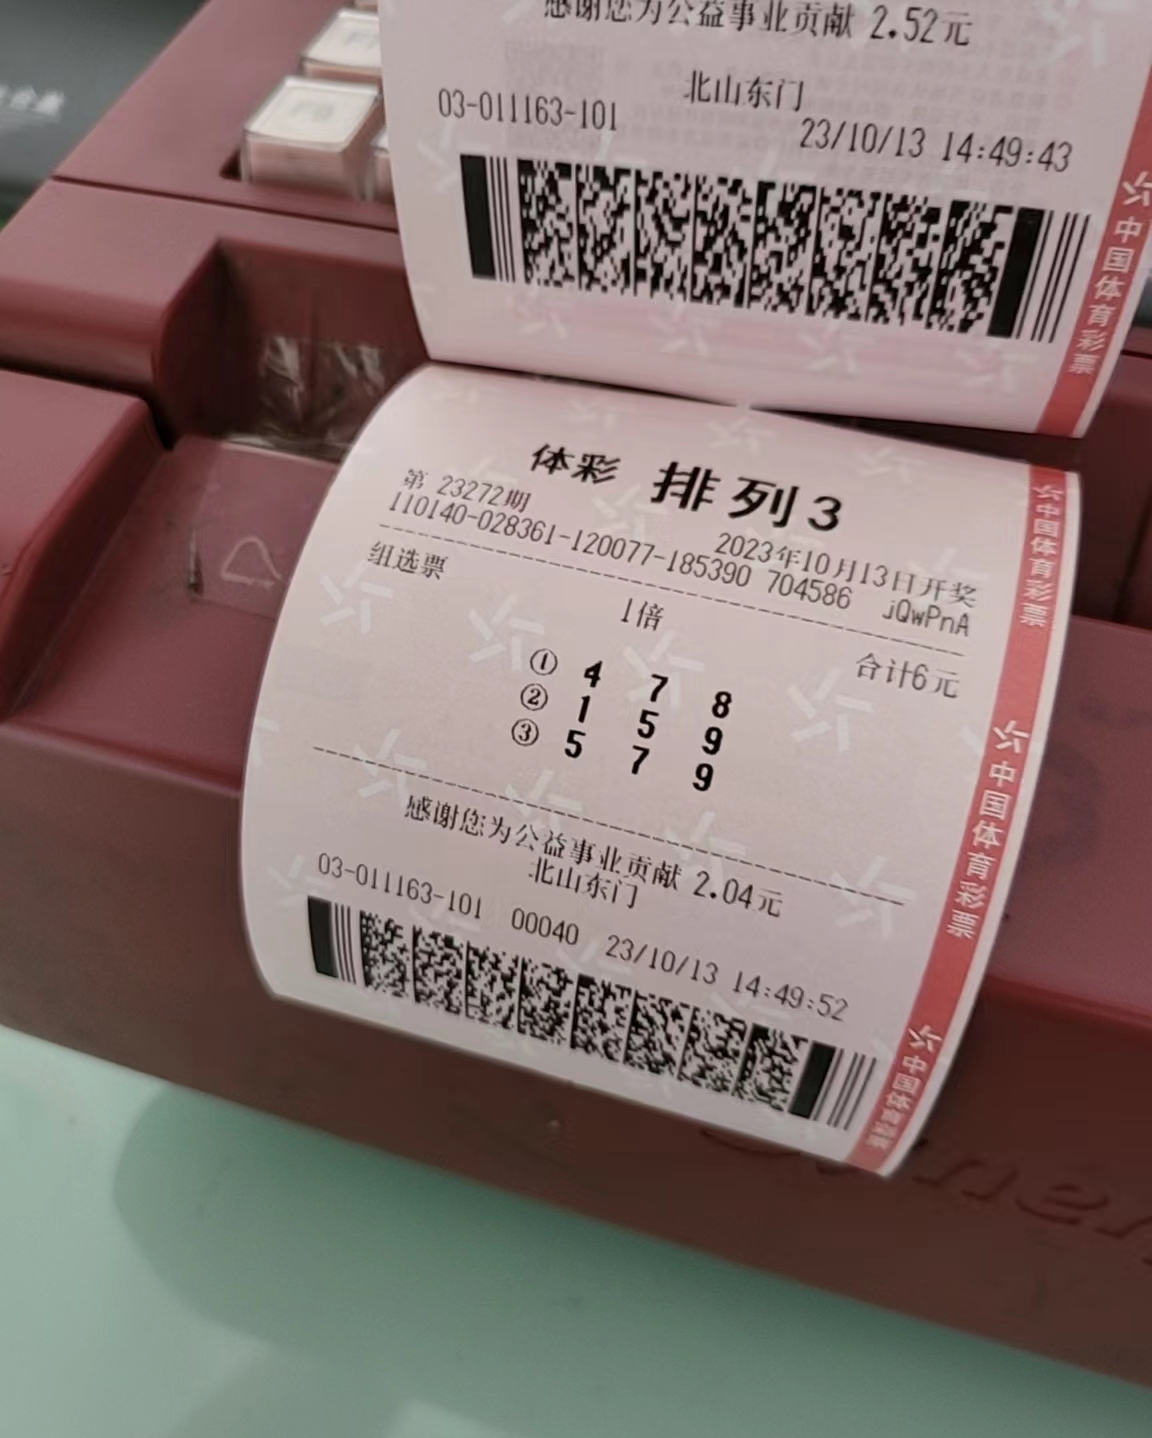 感谢您为公益事业贡献 2.52元
北山东门
03-011163-101 23/10/13 14:49:43
中国体育彩票
体彩 排列3
第 23272期 2023年10月13日开奖
110140-028361-120077-185390 704586 jQwPnA
组选票 1倍 合计6元
① 4 7 8
② 1 5 9
③ 5 7 9
感谢您为公益事业贡献 2.04元
北山东门
03-011163-101 00040 23/10/13 14:49:52
中国体育彩票
中国体育彩票
中国体育彩票